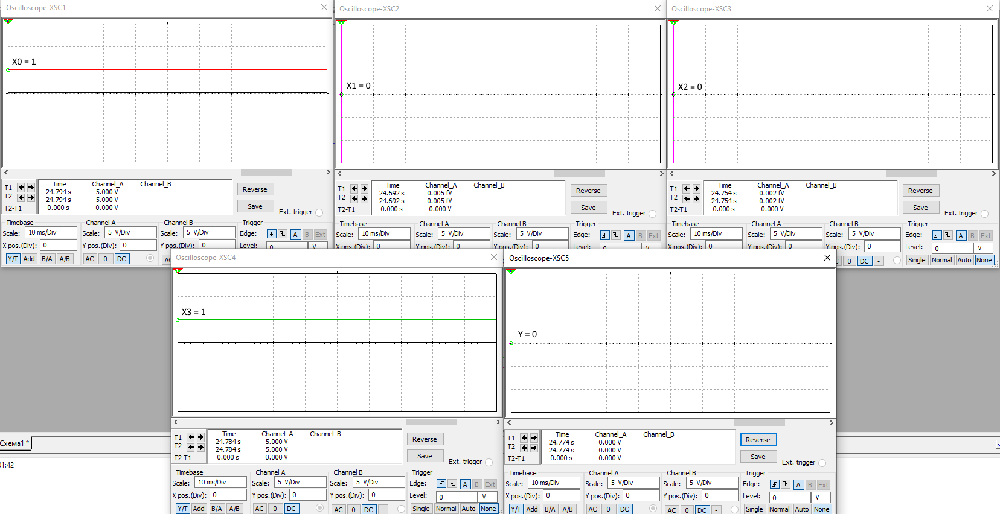 Oscilloscope-XSC1
X0 = 1
T1
T2
T2-T1
Time Channel_A Channel_B
24.794 s 5.000 V
24.794 s 5.000 V
0.000 s 0.000 V
Reverse
Save
Ext. trigger
Timebase
Scale: 10 ms/Div
X pos.(Div): 0
Y/T Add B/A A/B
Channel A
Scale: 5 V/Div
Y pos.(Div): 0
AC 0 DC
Channel B
Scale: 5 V/Div
Y pos.(Div): 0
AC
Trigger
Edge: A B Ext
Level: 0 V
Oscilloscope-XSC2
X1 = 0
T1
T2
T2-T1
Time Channel_A Channel_B
24.692 s 0.005 fV
24.692 s 0.005 fV
0.000 s 0.000 V
Reverse
Save
Ext. trigger
Timebase
Scale: 10 ms/Div
X pos.(Div): 0
Channel A
Scale: 5 V/Div
Y pos.(Div): 0
Channel B
Scale: 5 V/Div
Y pos.(Div): 0
Trigger
Edge: A B Ext
Level: 0 V
Oscilloscope-XSC3
X2 = 0
T1
T2
T2-T1
Time Channel_A Channel_B
24.754 s 0.002 fV
24.754 s 0.002 fV
0.000 s 0.000 V
Reverse
Save
Ext. trigger
Timebase
Scale: 10 ms/Div
X pos.(Div): 0
Channel A
Scale: 5 V/Div
Y pos.(Div): 0
Channel B
Scale: 5 V/Div
Y pos.(Div): 0
0 DC -
Trigger
Edge: A B Ext
Level: 0 V
Single Normal Auto None
Oscilloscope-XSC4
X3 = 1
T1
T2
T2-T1
Time Channel_A Channel_B
24.784 s 5.000 V
24.784 s 5.000 V
0.000 s 0.000 V
Reverse
Save
Ext. trigger
Timebase
Scale: 10 ms/Div
X pos.(Div): 0
Y/T Add B/A A/B
Channel A
Scale: 5 V/Div
Y pos.(Div): 0
AC 0 DC
Channel B
Scale: 5 V/Div
Y pos.(Div): 0
AC 0 DC -
Trigger
Edge: A B Ext
Level: 0 V
Single Normal Auto None
Oscilloscope-XSC5
Y = 0
T1
T2
T2-T1
Time Channel_A Channel_B
24.774 s 0.000 V
24.774 s 0.000 V
0.000 s 0.000 V
Reverse
Save
Ext. trigger
Timebase
Scale: 10 ms/Div
X pos.(Div): 0
Y/T Add B/A A/B
Channel A
Scale: 5 V/Div
Y pos.(Div): 0
AC 0 DC
Channel B
Scale: 5 V/Div
Y pos.(Div): 0
AC 0 DC -
Trigger
Edge: A B Ext
Level: 0 V
Single Normal Auto None
Схема1 *
01:42